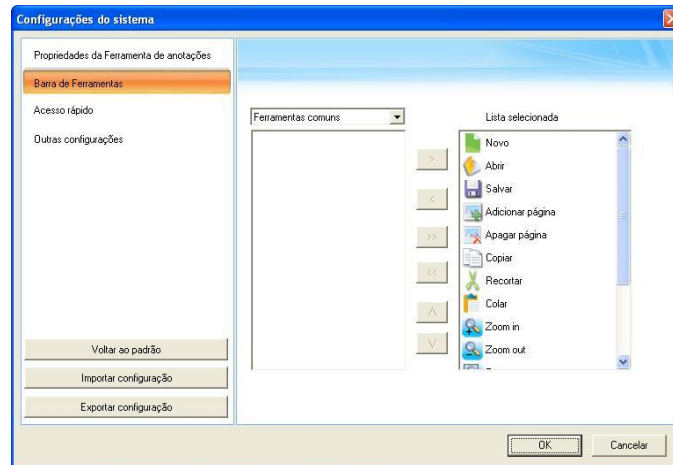 Configurações do sistema
Propriedades da Ferramenta de anotações
Barra de Ferramentas
Acesso rápido
Outras configurações
Voltar ao padrão
Importar configuração
Exportar configuração
Ferramentas comuns
>
<
>>
<<
Lista selecionada
Novo
Abrir
Salvar
Adicionar página
Apagar página
Copiar
Recortar
Colar
Zoom in
Zoom out
OK
Cancelar